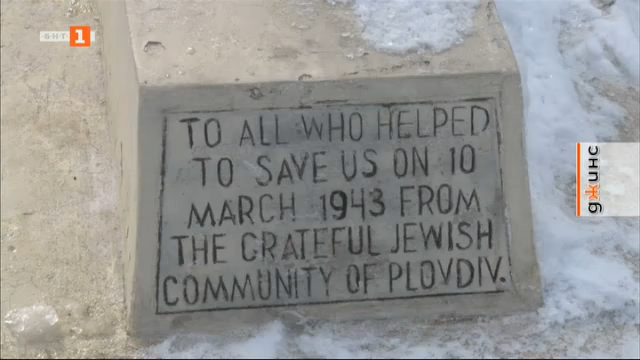 БНТ 1
TO ALL WHO HELPED
TO SAVE US ON 10
MARCH 1943 FROM
THE GRATEFUL JEWISH
COMMUNITY OF PLOVDIV.
джинс